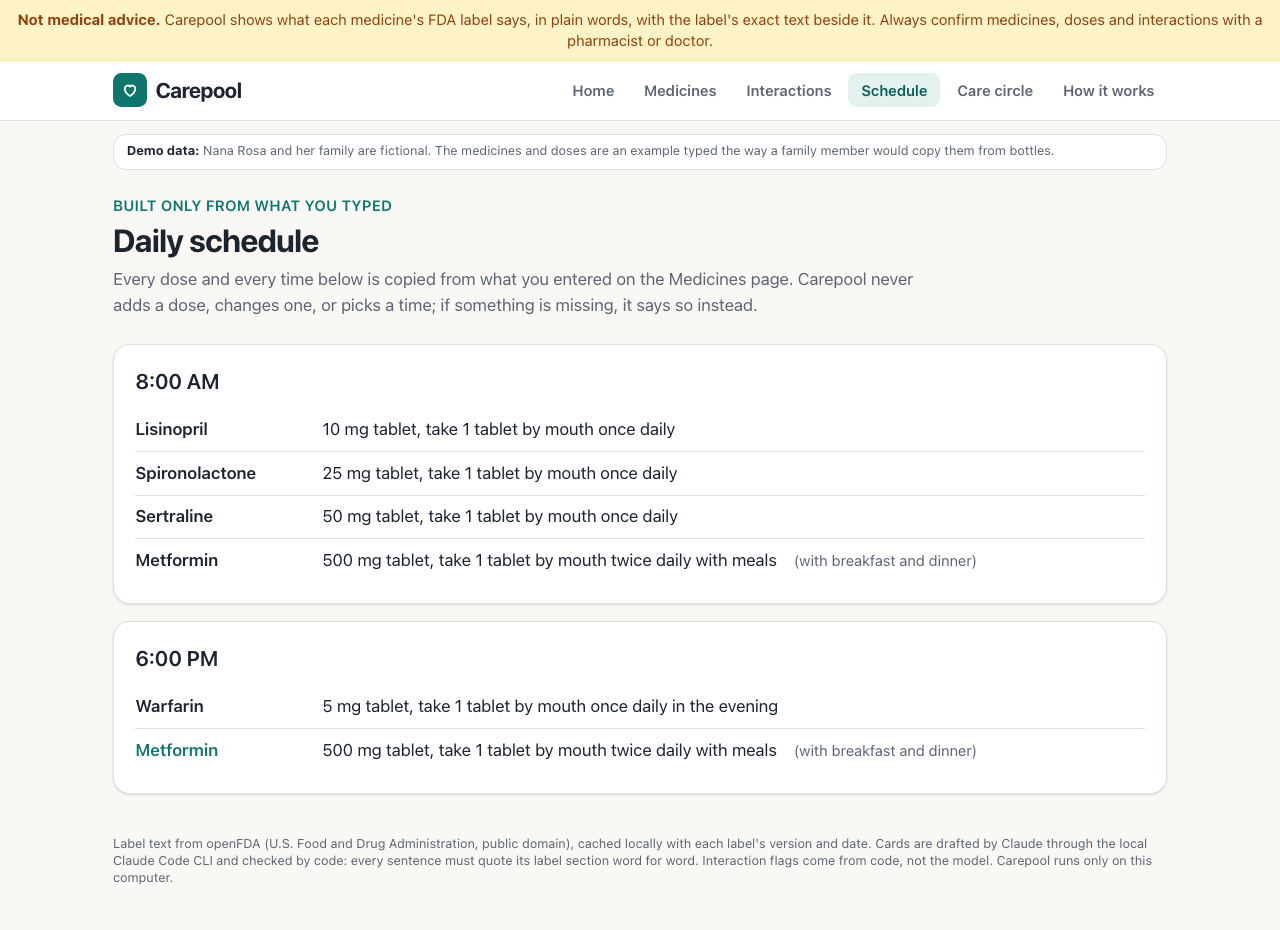 Not medical advice. Carepool shows what each medicine's FDA label says, in plain words, with the label's exact text beside it. Always confirm medicines, doses and interactions with a
pharmacist or doctor.
Carepool
Home
Medicines
Interactions
Schedule
Care circle
How it works
Demo data: Nana Rosa and her family are fictional. The medicines and doses are an example typed the way a family member would copy them from bottles.
BUILT ONLY FROM WHAT YOU TYPED
Daily schedule
Every dose and every time below is copied from what you entered on the Medicines page. Carepool never
adds a dose, changes one, or picks a time; if something is missing, it says so instead.
8:00 AM
Lisinopril 10 mg tablet, take 1 tablet by mouth once daily
Spironolactone 25 mg tablet, take 1 tablet by mouth once daily
Sertraline 50 mg tablet, take 1 tablet by mouth once daily
Metformin 500 mg tablet, take 1 tablet by mouth twice daily with meals (with breakfast and dinner)
6:00 PM
Warfarin 5 mg tablet, take 1 tablet by mouth once daily in the evening
Metformin 500 mg tablet, take 1 tablet by mouth twice daily with meals (with breakfast and dinner)
Label text from openFDA (U.S. Food and Drug Administration, public domain), cached locally with each label's version and date. Cards are drafted by Claude through the local
Claude Code CLI and checked by code: every sentence must quote its label section word for word. Interaction flags come from code, not the model. Carepool runs only on this
computer.